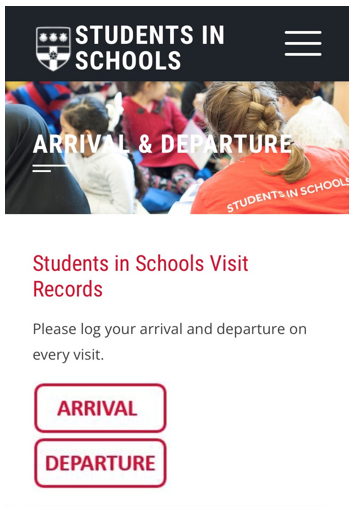 STUDENTS IN
SCHOOLS
ARRIVAL & DEPARTURE
STUDENTS IN SCHOOLS
Students in Schools Visit
Records
Please log your arrival and departure on
every visit.
ARRIVAL
DEPARTURE